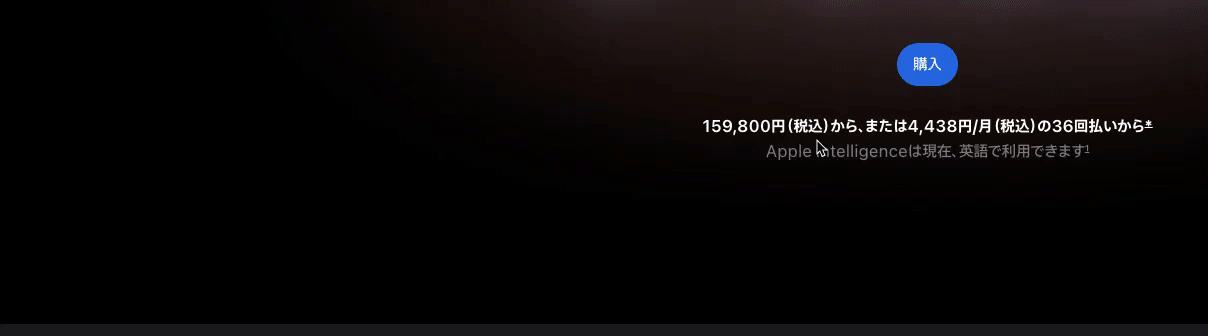 購入
159,800円(税込)から、または4,438円/月(税込)の36回払いから*
Apple Intelligenceは現在、英語で利用できます1